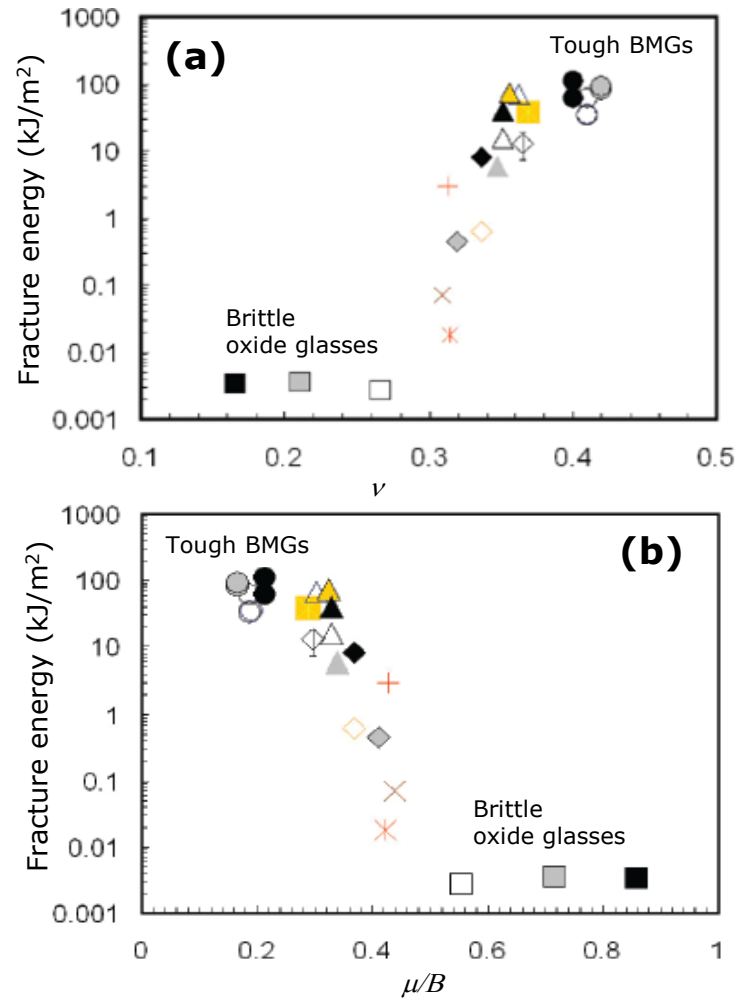 (a)
Tough BMGs
Fracture energy (kJ/m²)
1000
100
10
1
0.1
0.01
0.001
Brittle
oxide glasses
0.1
0.2
0.3
0.4
0.5
ν
(b)
Tough BMGs
Fracture energy (kJ/m²)
1000
100
10
1
0.1
0.01
0.001
Brittle
oxide glasses
0
0.2
0.4
0.6
0.8
1
μ/B